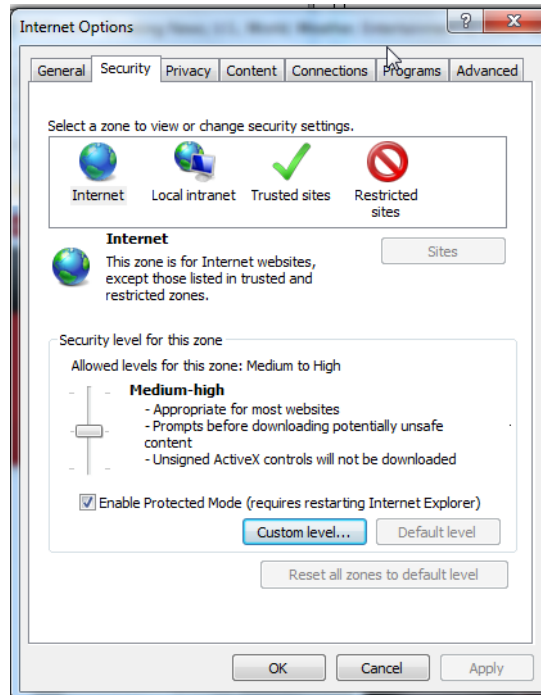 Internet Options
General Security Privacy Content Connections Programs Advanced
Select a zone to view or change security settings.
Internet Local intranet Trusted sites Restricted
sites
Internet
This zone is for Internet websites,
except those listed in trusted and
restricted zones.
Sites
Security level for this zone
Allowed levels for this zone: Medium to High
Medium-high
- Appropriate for most websites
- Prompts before downloading potentially unsafe
content
- Unsigned ActiveX controls will not be downloaded
Enable Protected Mode (requires restarting Internet Explorer)
Custom level... Default level
Reset all zones to default level
OK Cancel Apply